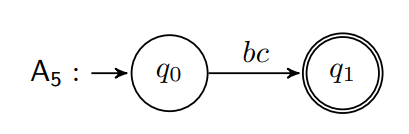 A₅ : q₀ bc q₁